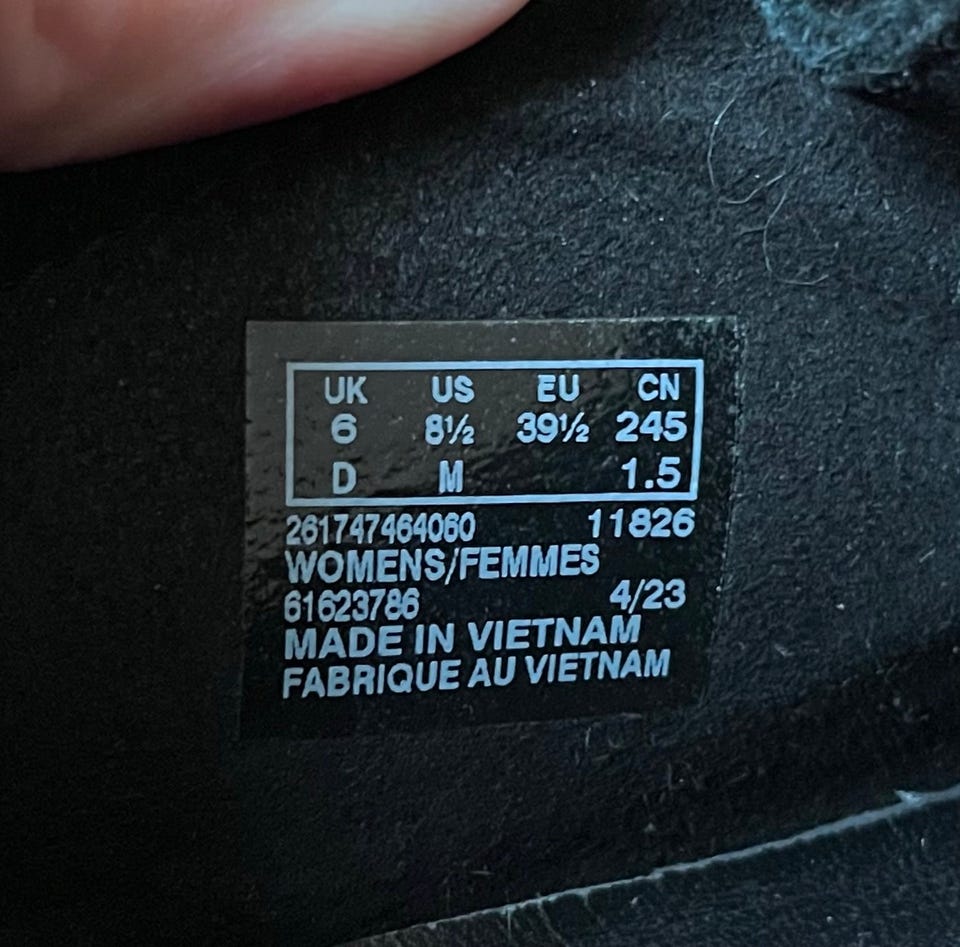 UK US EU CN
6 8½ 39½ 245
D M 1.5
261747464060 11826
WOMENS/FEMMES
61623786 4/23
MADE IN VIETNAM
FABRIQUE AU VIETNAM